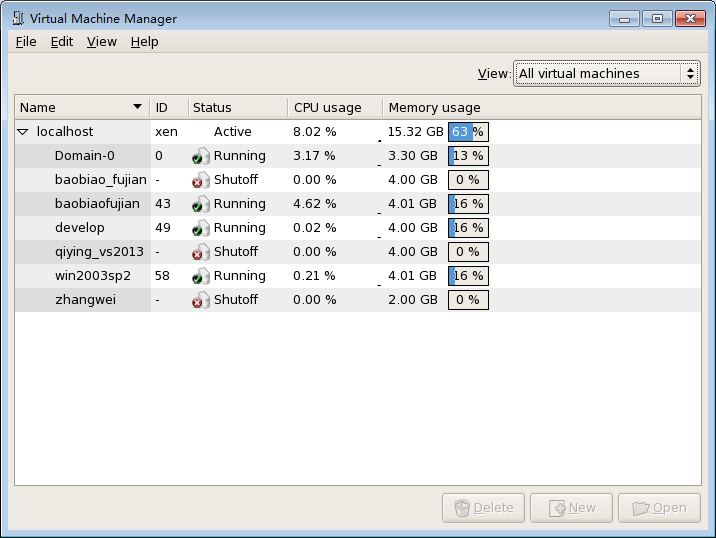 Virtual Machine Manager
File Edit View Help
View: All virtual machines
Name ID Status CPU usage Memory usage
localhost xen Active 8.02 % 15.32 GB 63 %
Domain-0 0 Running 3.17 % 3.30 GB 13 %
baobiao_fujian - Shutoff 0.00 % 4.00 GB 0 %
baobiaofujian 43 Running 4.62 % 4.01 GB 16 %
develop 49 Running 0.02 % 4.00 GB 16 %
qiying_vs2013 - Shutoff 0.00 % 4.00 GB 0 %
win2003sp2 58 Running 0.21 % 4.01 GB 16 %
zhangwei - Shutoff 0.00 % 2.00 GB 0 %
Delete New Open